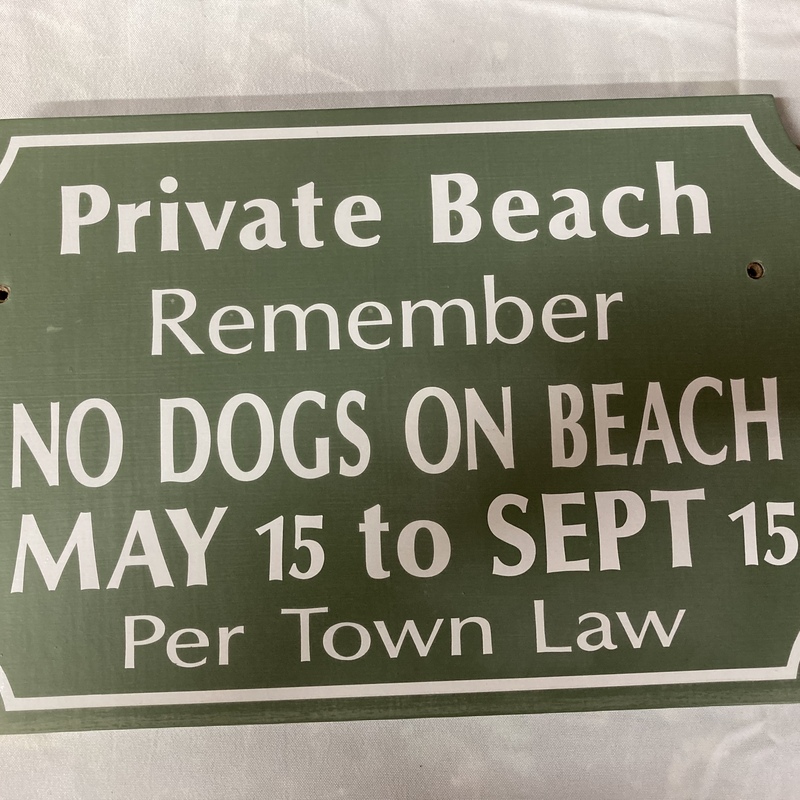 Private Beach
Remember
NO DOGS ON BEACH
MAY 15 to SEPT 15
Per Town Law